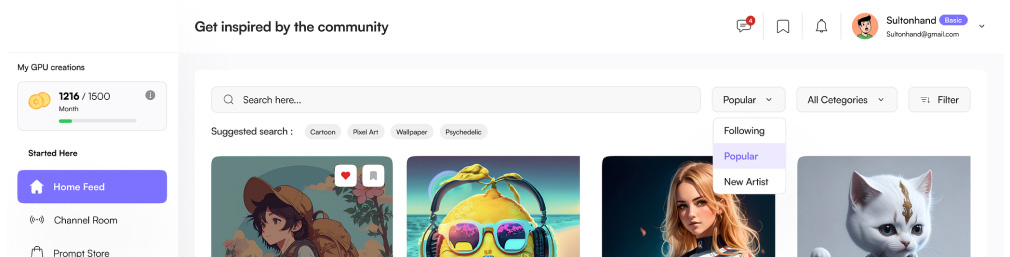 Get inspired by the community
4
Sultonhand Basic
Sultonhand@gmail.com
My GPU creations
1216 / 1500
Month
Started Here
Home Feed
Channel Room
Prompt Store
Search here...
Popular
All Cetegories
Filter
Suggested search :
Cartoon
Pixel Art
Wallpaper
Psychedelic
Following
Popular
New Artist